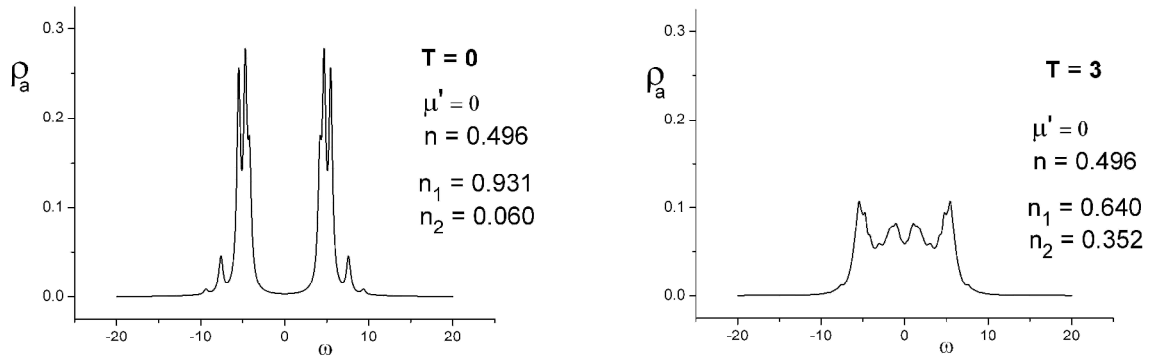 0.3
0.2
0.1
0.0
ρₐ
-20 -10 0 10 20
ω
T = 0
μ' = 0
n = 0.496
n₁ = 0.931
n₂ = 0.060
0.3
0.2
0.1
0.0
ρₐ
-20 -10 0 10 20
ω
T = 3
μ' = 0
n = 0.496
n₁ = 0.640
n₂ = 0.352